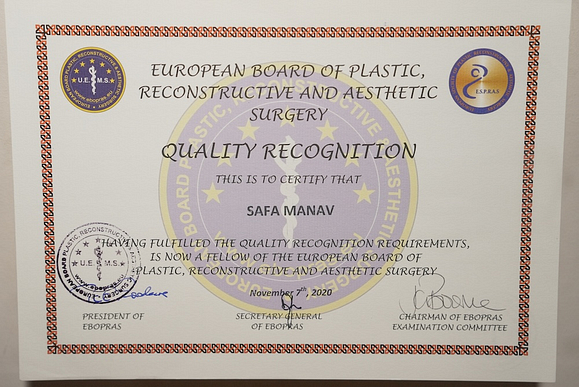 EUROPEAN BOARD OF PLASTIC,
RECONSTRUCTIVE AND AESTHETIC
SURGERY
QUALITY RECOGNITION
THIS IS TO CERTIFY THAT
SAFA MANAV
HAVING FULFILLED THE QUALITY RECOGNITION REQUIREMENTS,
IS NOW A FELLOW OF THE EUROPEAN BOARD OF
PLASTIC, RECONSTRUCTIVE AND AESTHETIC SURGERY
November 7th, 2020
PRESIDENT OF
EBOPRAS
SECRETARY GENERAL
OF EBOPRAS
CHAIRMAN OF EBOPRAS
EXAMINATION COMMITTEE
U.E.M.S.
E.S.P.R.A.S
U.E.M.S.